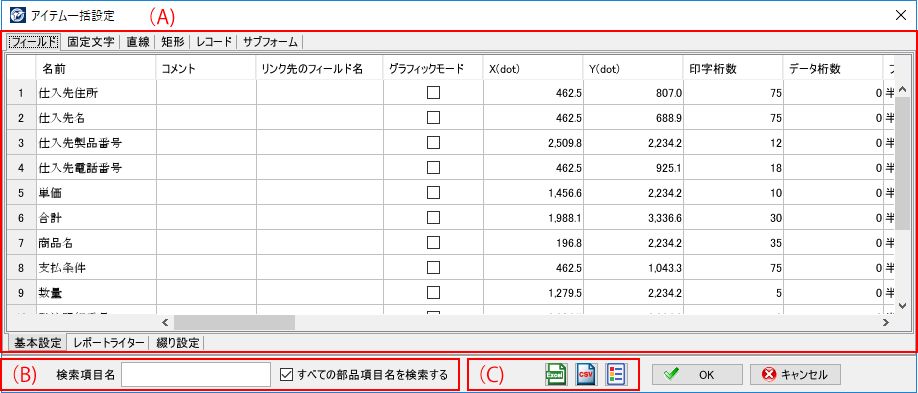 アイテム一括設定
(A)
フィールド 固定文字 直線 矩形 レコード サブフォーム
名前 コメント リンク先のフィールド名 グラフィックモード X(dot) Y(dot) 印字桁数 データ桁数
1 仕入先住所 462.5 807.0 75 0 半
2 仕入先名 462.5 688.9 75 0 半
3 仕入先製品番号 2,509.8 2,234.2 12 0 半
4 仕入先電話番号 462.5 925.1 18 0 半
5 単価 1,456.6 2,234.2 10 0 半
6 合計 1,988.1 3,336.6 30 0 半
7 商品名 196.8 2,234.2 35 0 半
8 支払条件 462.5 1,043.3 75 0 半
9 数量 1,279.5 2,234.2 5 0 半
基本設定 レポートライター 綴り設定
(B) 検索項目名 すべての部品項目名を検索する (C) Excel CSV OK キャンセル